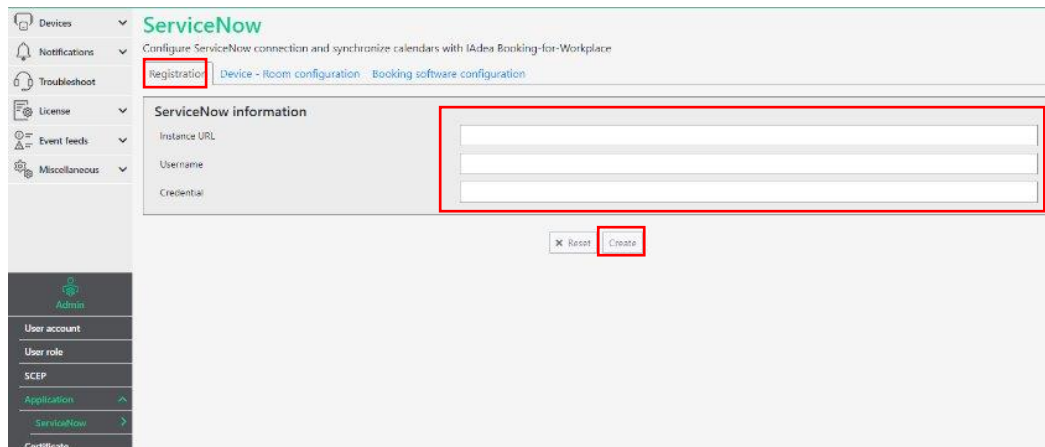 Devices
Notifications
Troubleshoot
License
Event feeds
Miscellaneous
Admin
User account
User role
SCEP
Application
ServiceNow
Certificate
ServiceNow
Configure ServiceNow connection and synchronize calendars with IAdea Booking-for-Workplace
Registration Device - Room configuration Booking software configuration
ServiceNow information
Instance URL
Username
Credential
Reset Create